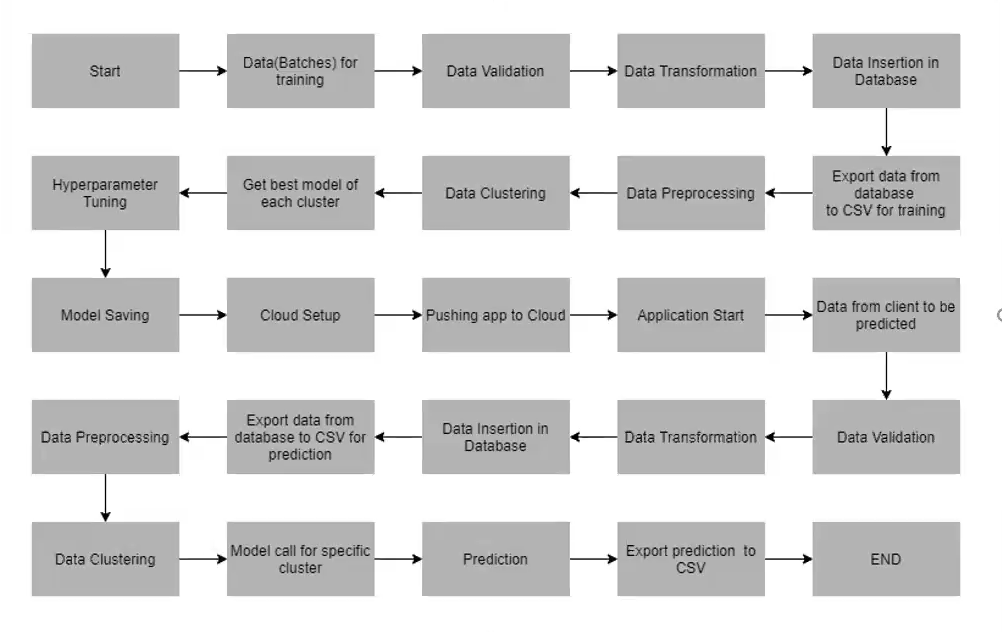 Start
Data(Batches) for
training
Data Validation
Data Transformation
Data Insertion in
Database
Hyperparameter
Tuning
Get best model of
each cluster
Data Clustering
Data Preprocessing
Export data from
database
to CSV for training
Model Saving
Cloud Setup
Pushing app to Cloud
Application Start
Data from client to be
predicted
Data Preprocessing
Export data from
database to CSV for
prediction
Data Insertion in
Database
Data Transformation
Data Validation
Data Clustering
Model call for specific
cluster
Prediction
Export prediction to
CSV
END